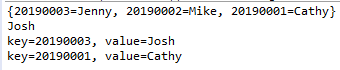 {20190003=Jenny, 20190002=Mike, 20190001=Cathy}
Josh
key=20190003, value=Josh
key=20190001, value=Cathy